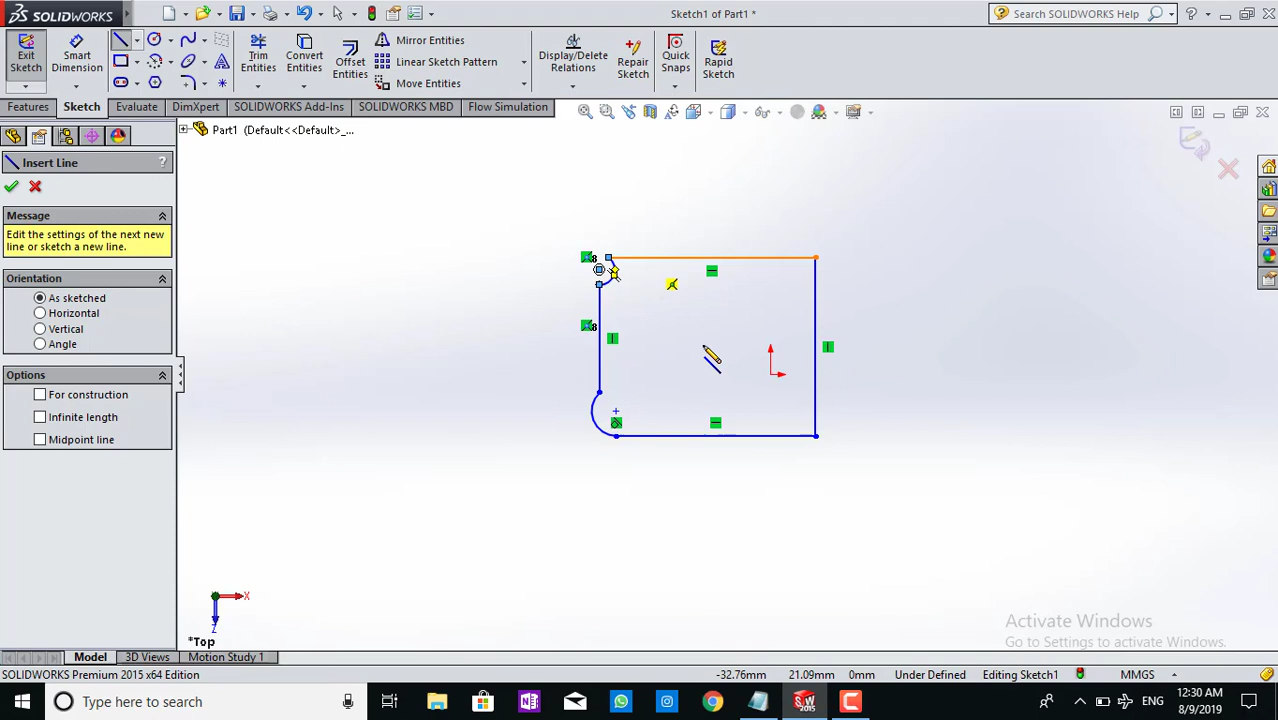 SOLIDWORKS
Sketch1 of Part1 *
Search SOLIDWORKS Help
Exit Sketch
Smart Dimension
Trim Entities
Convert Entities
Offset Entities
Mirror Entities
Linear Sketch Pattern
Move Entities
Display/Delete Relations
Repair Sketch
Quick Snaps
Rapid Sketch
Features
Sketch
Evaluate
DimXpert
SOLIDWORKS Add-Ins
SOLIDWORKS MBD
Flow Simulation
Part1 (Default<<Default>_...
Insert Line
?
Message
Edit the settings of the next new
line or sketch a new line.
Orientation
As sketched
Horizontal
Vertical
Angle
Options
For construction
Infinite length
Midpoint line
8
8
X
Z
*Top
Activate Windows
Go to Settings to activate Windows.
Model
3D Views
Motion Study 1
SOLIDWORKS Premium 2015 x64 Edition
-32.76mm
21.09mm
0mm
Under Defined
Editing Sketch1
MMGS
Type here to search
ENG
12:30 AM
8/9/2019